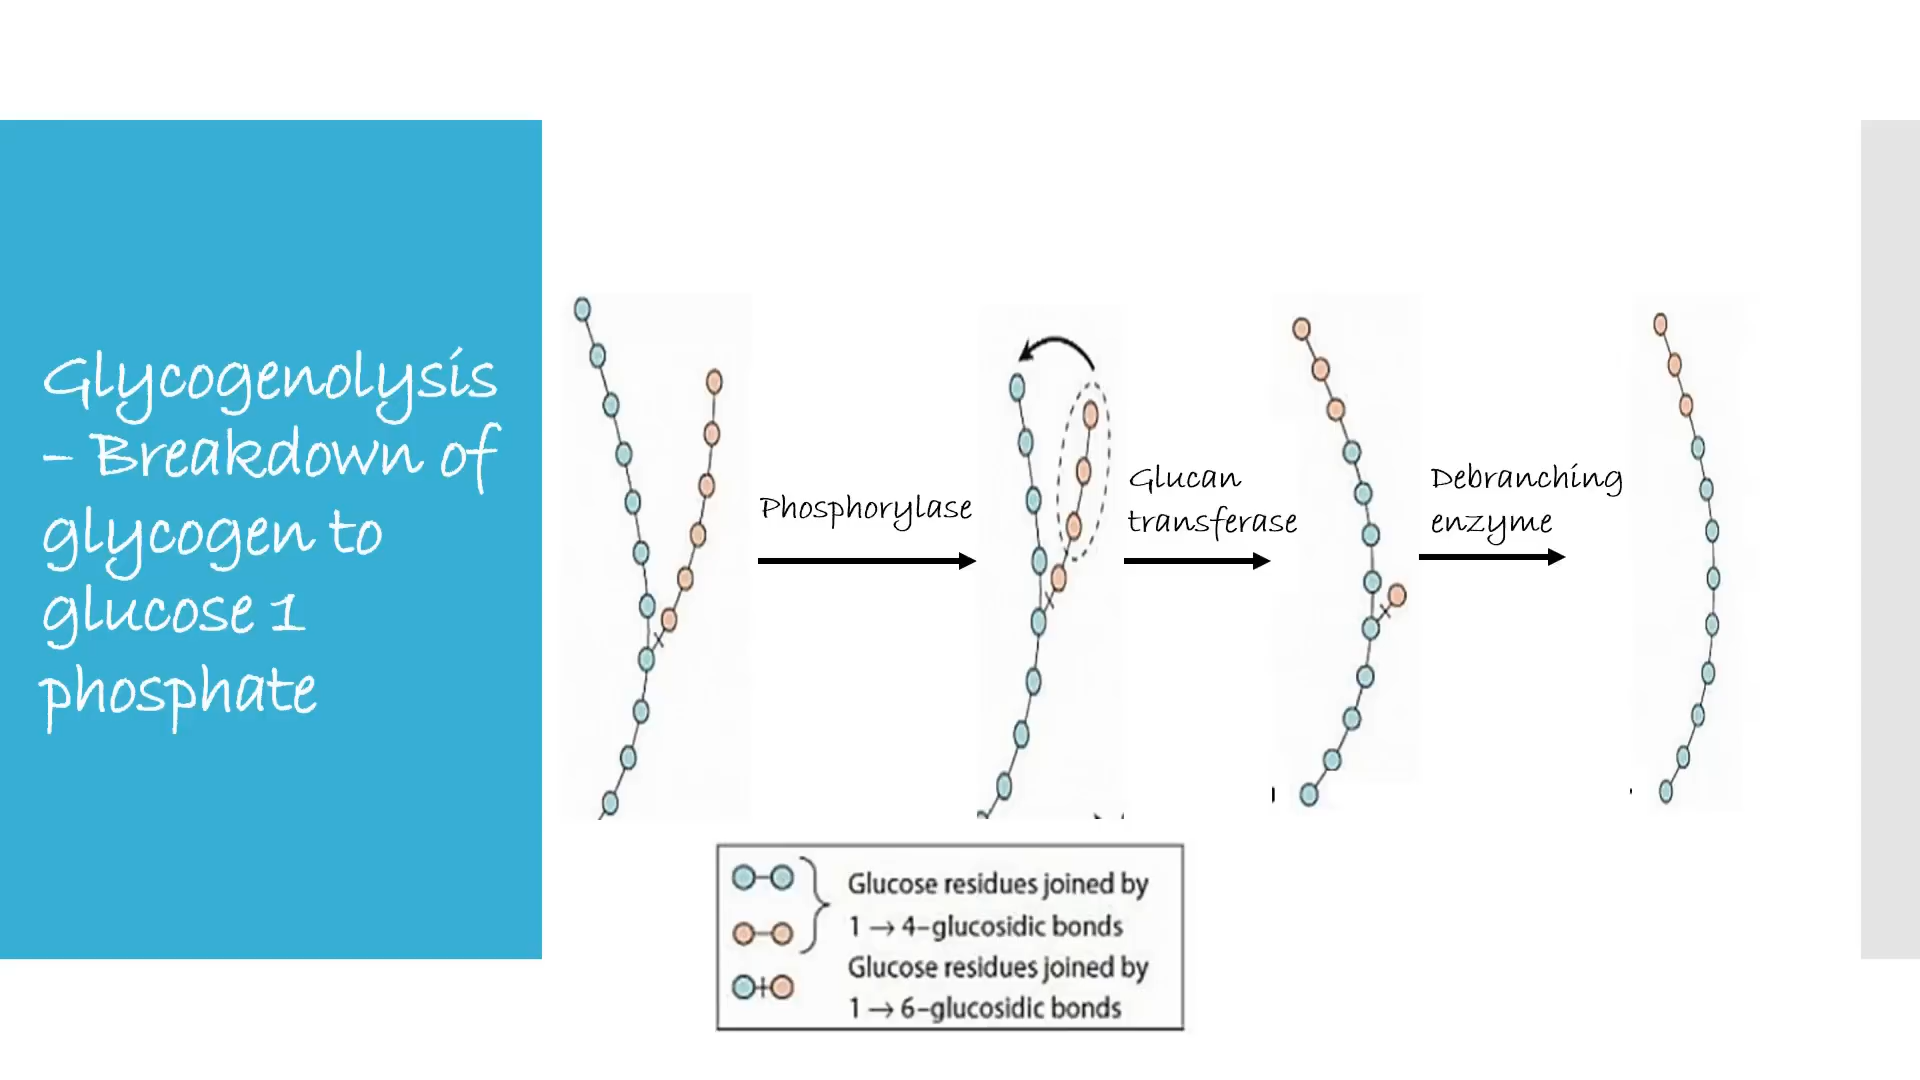 Glycogenolysis
– Breakdown of
glycogen to
glucose 1
phosphate
Phosphorylase
Glucan
transferase
Debranching
enzyme
Glucose residues joined by
1 → 4–glucosidic bonds
Glucose residues joined by
1 → 6–glucosidic bonds